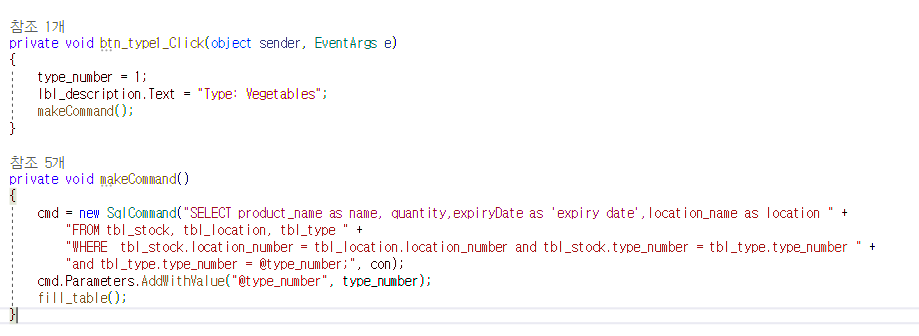 참조 1개
private void btn_type1_Click(object sender, EventArgs e)
{
type_number = 1;
lbl_description.Text = "Type: Vegetables";
makeCommand();
}
참조 5개
private void makeCommand()
{
cmd = new SqlCommand("SELECT product_name as name, quantity,expiryDate as 'expiry date',location_name as location " +
"FROM tbl_stock, tbl_location, tbl_type " +
"WHERE  tbl_stock.location_number = tbl_location.location_number and tbl_stock.type_number = tbl_type.type_number " +
"and tbl_type.type_number = @type_number;", con);
cmd.Parameters.AddWithValue("@type_number", type_number);
fill_table();
}